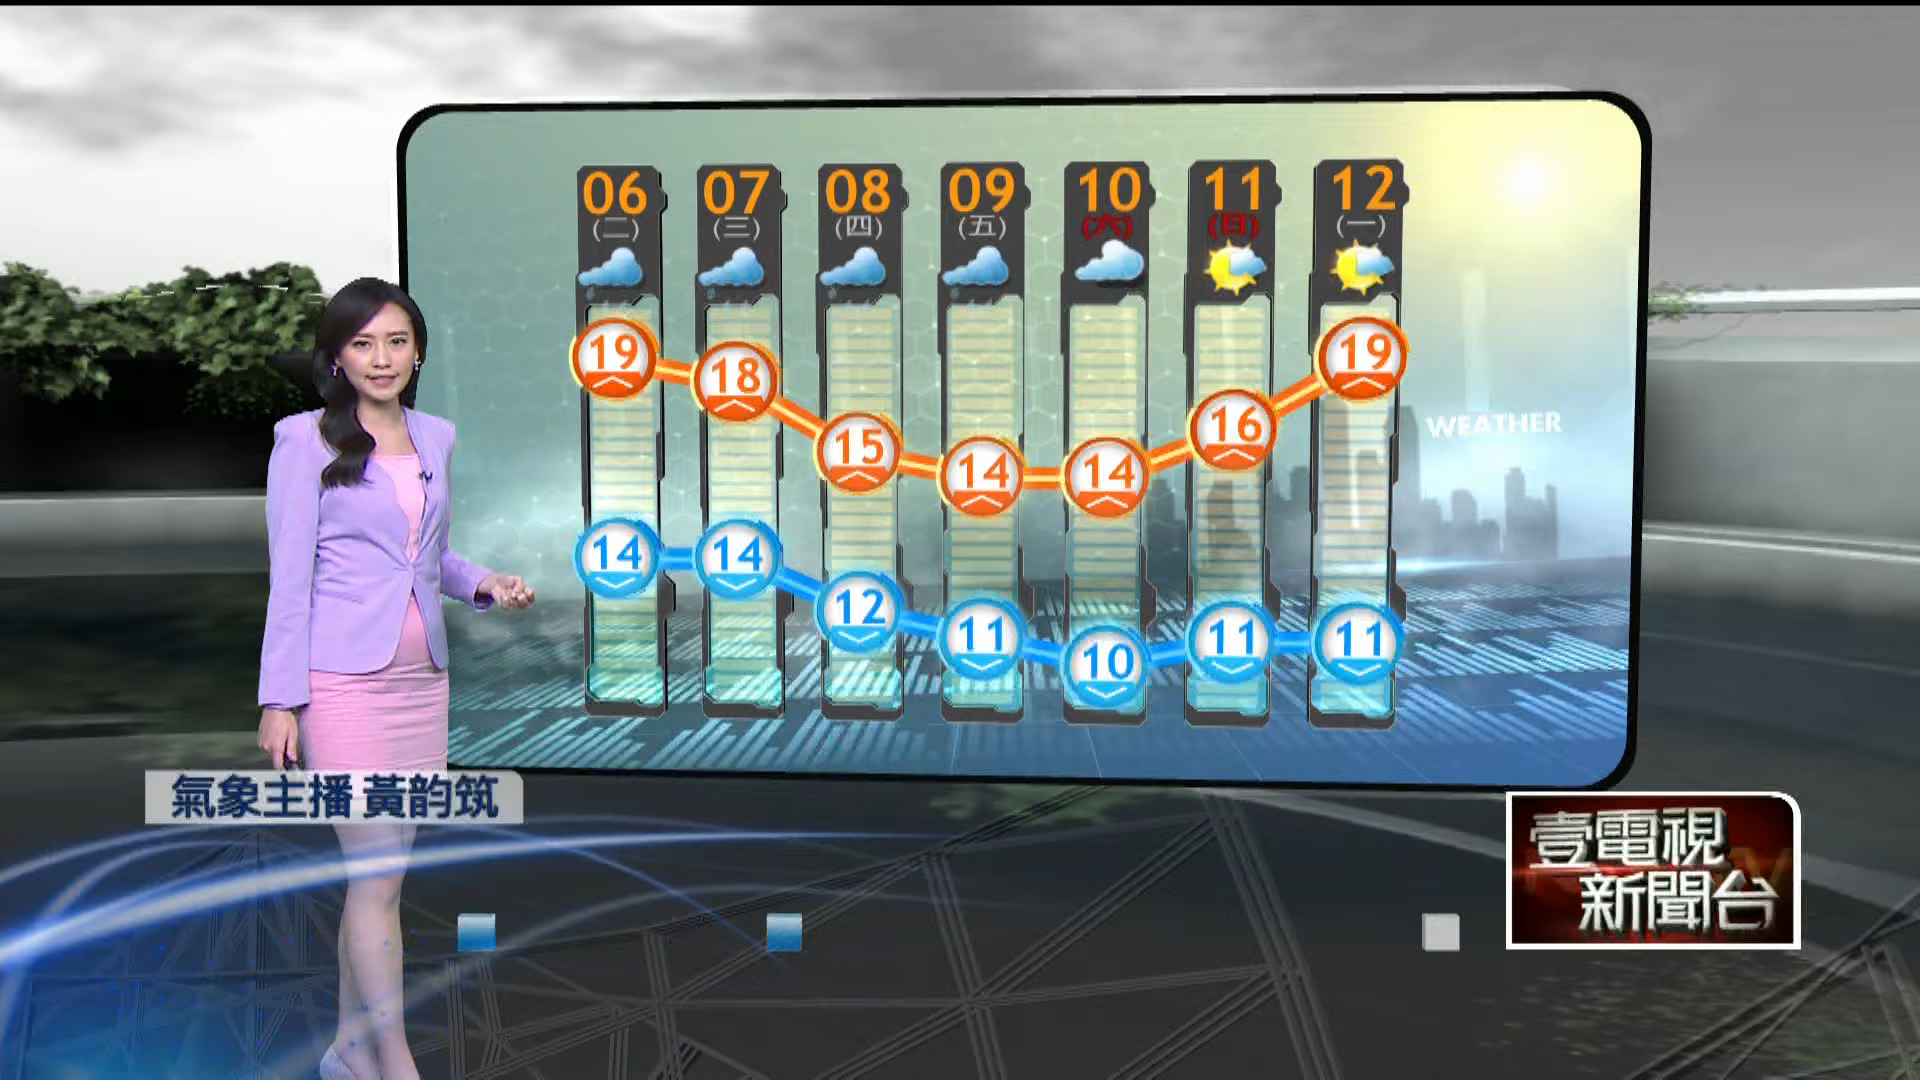 06 07 08 09 10 11 12
(二) (三) (四) (五) (六) (日) (一)
19 18 15 14 14 16 19
WEATHER
14 14 12 11 10 11 11
氣象主播 黃韵筑
壹電視
新聞台